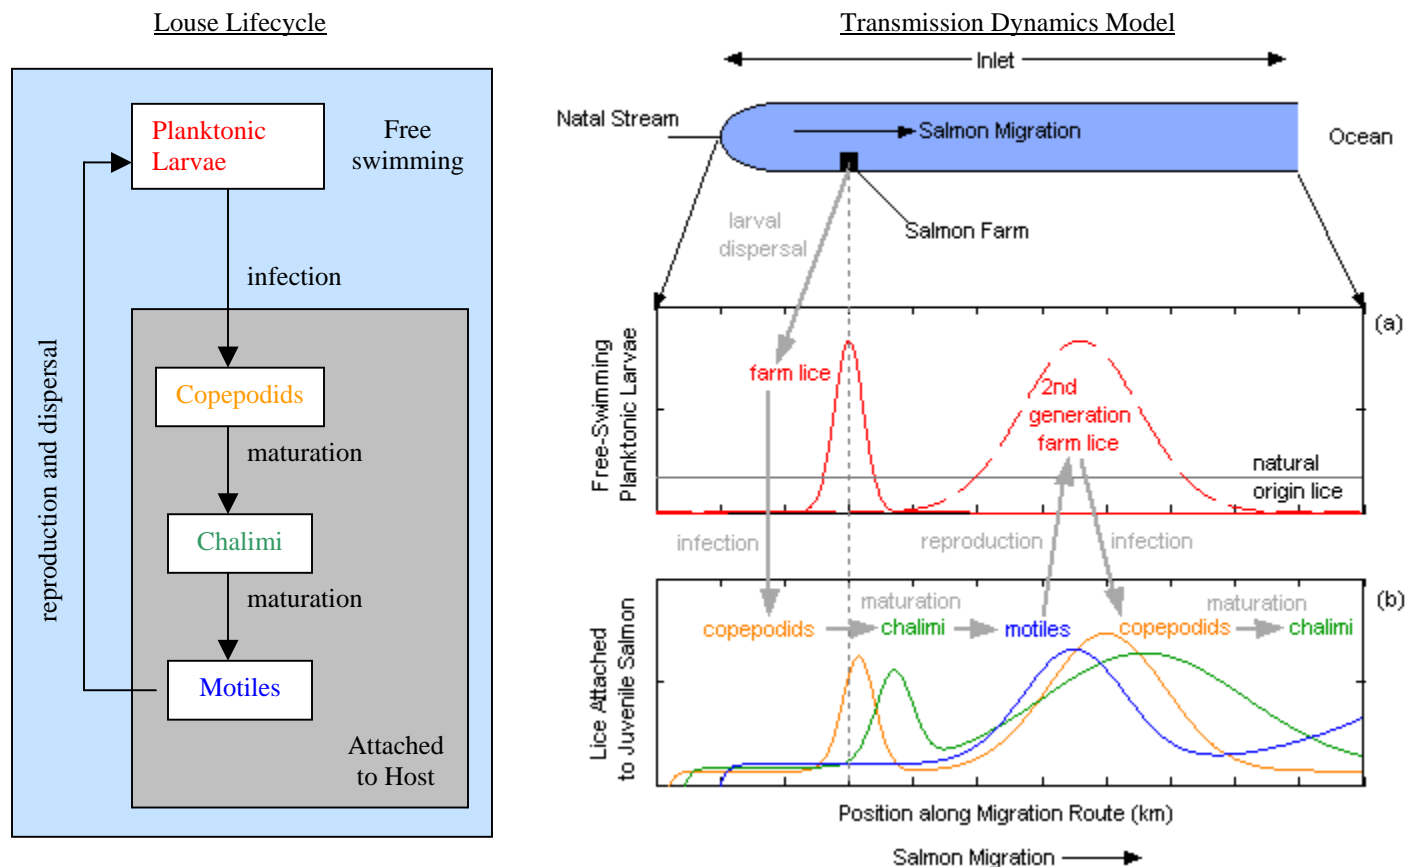 Louse Lifecycle
Planktonic
Larvae
Free
swimming
infection
Copepodids
maturation
Chalimi
maturation
Motiles
Attached
to Host
reproduction and dispersal
Transmission Dynamics Model
Inlet
Natal Stream
Salmon Migration
Ocean
larval
dispersal
Salmon Farm
(a)
Free-Swimming
Planktonic Larvae
farm lice
2nd
generation
farm lice
natural
origin lice
infection
reproduction
infection
(b)
Lice Attached
to Juvenile Salmon
maturation
maturation
copepodids
chalimi
motiles
copepodids
chalimi
Position along Migration Route (km)
Salmon Migration